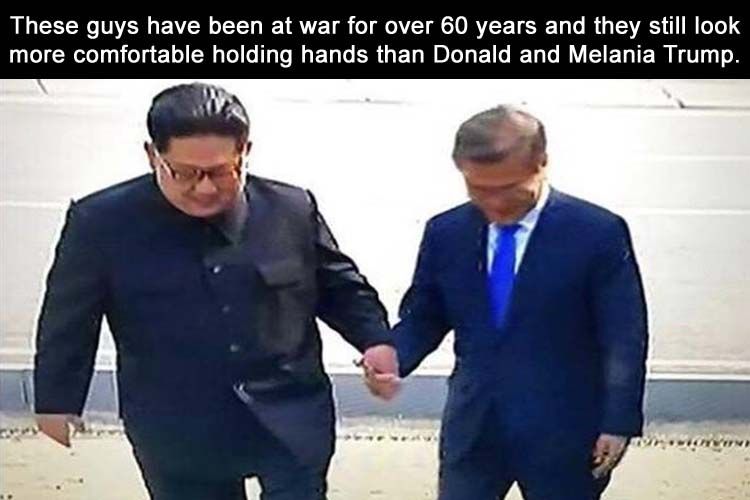 These guys have been at war for over 60 years and they still look
more comfortable holding hands than Donald and Melania Trump.